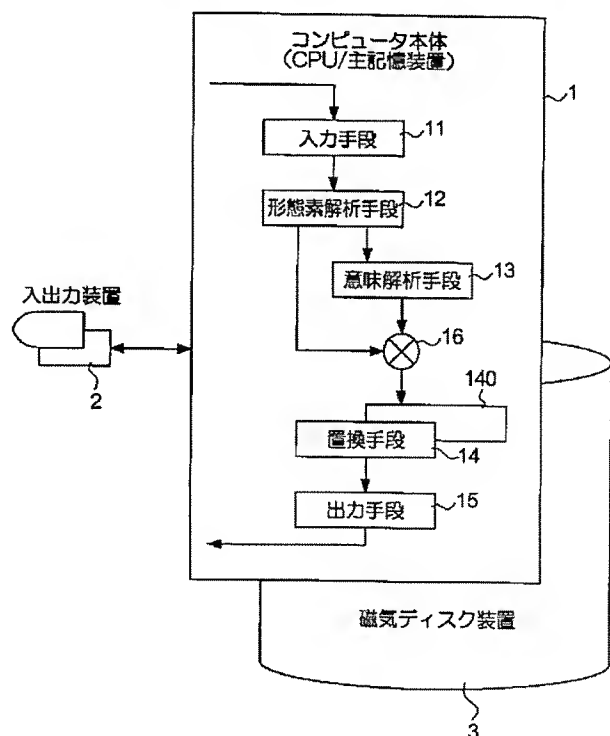 コンピュータ本体
(CPU/主記憶装置)
1
入力手段
11
形態素解析手段
12
意味解析手段
13
入出力装置
2
16
140
置換手段
14
出力手段
15
磁気ディスク装置
3